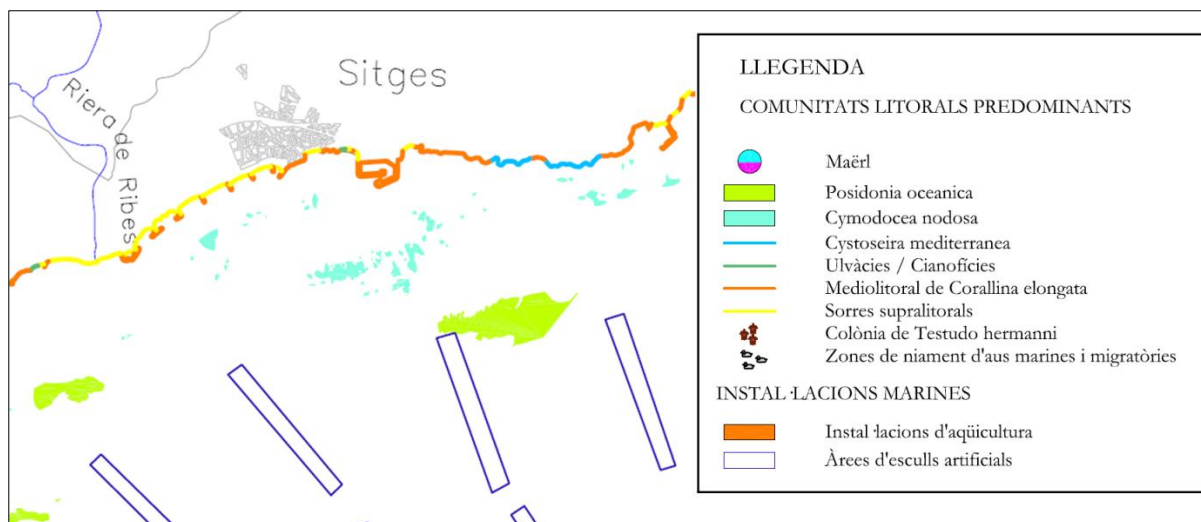 Sitges
Riera de Ribes
LLEGENDA
COMUNITATS LITORALS PREDOMINANTS
Maërl
Posidonia oceanica
Cymodocea nodosa
Cystoseira mediterranea
Ulvàcies / Cianofícies
Mediolitoral de Corallina elongata
Sorres supralitorals
Colònia de Testudo hermanni
Zones de niament d'aus marines i migratòries
INSTAL·LACIONS MARINES
Instal·lacions d'aqüicultura
Àrees d'esculls artificials